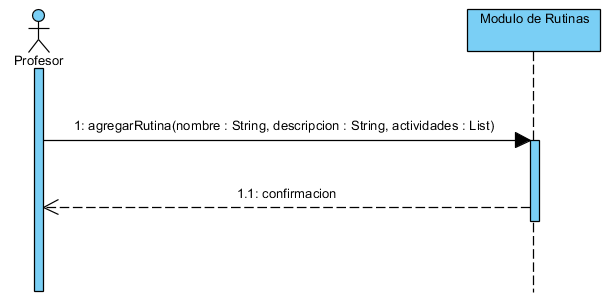 Modulo de Rutinas
Profesor
1: agregarRutina(nombre : String, descripcion : String, actividades : List)
1.1: confirmacion